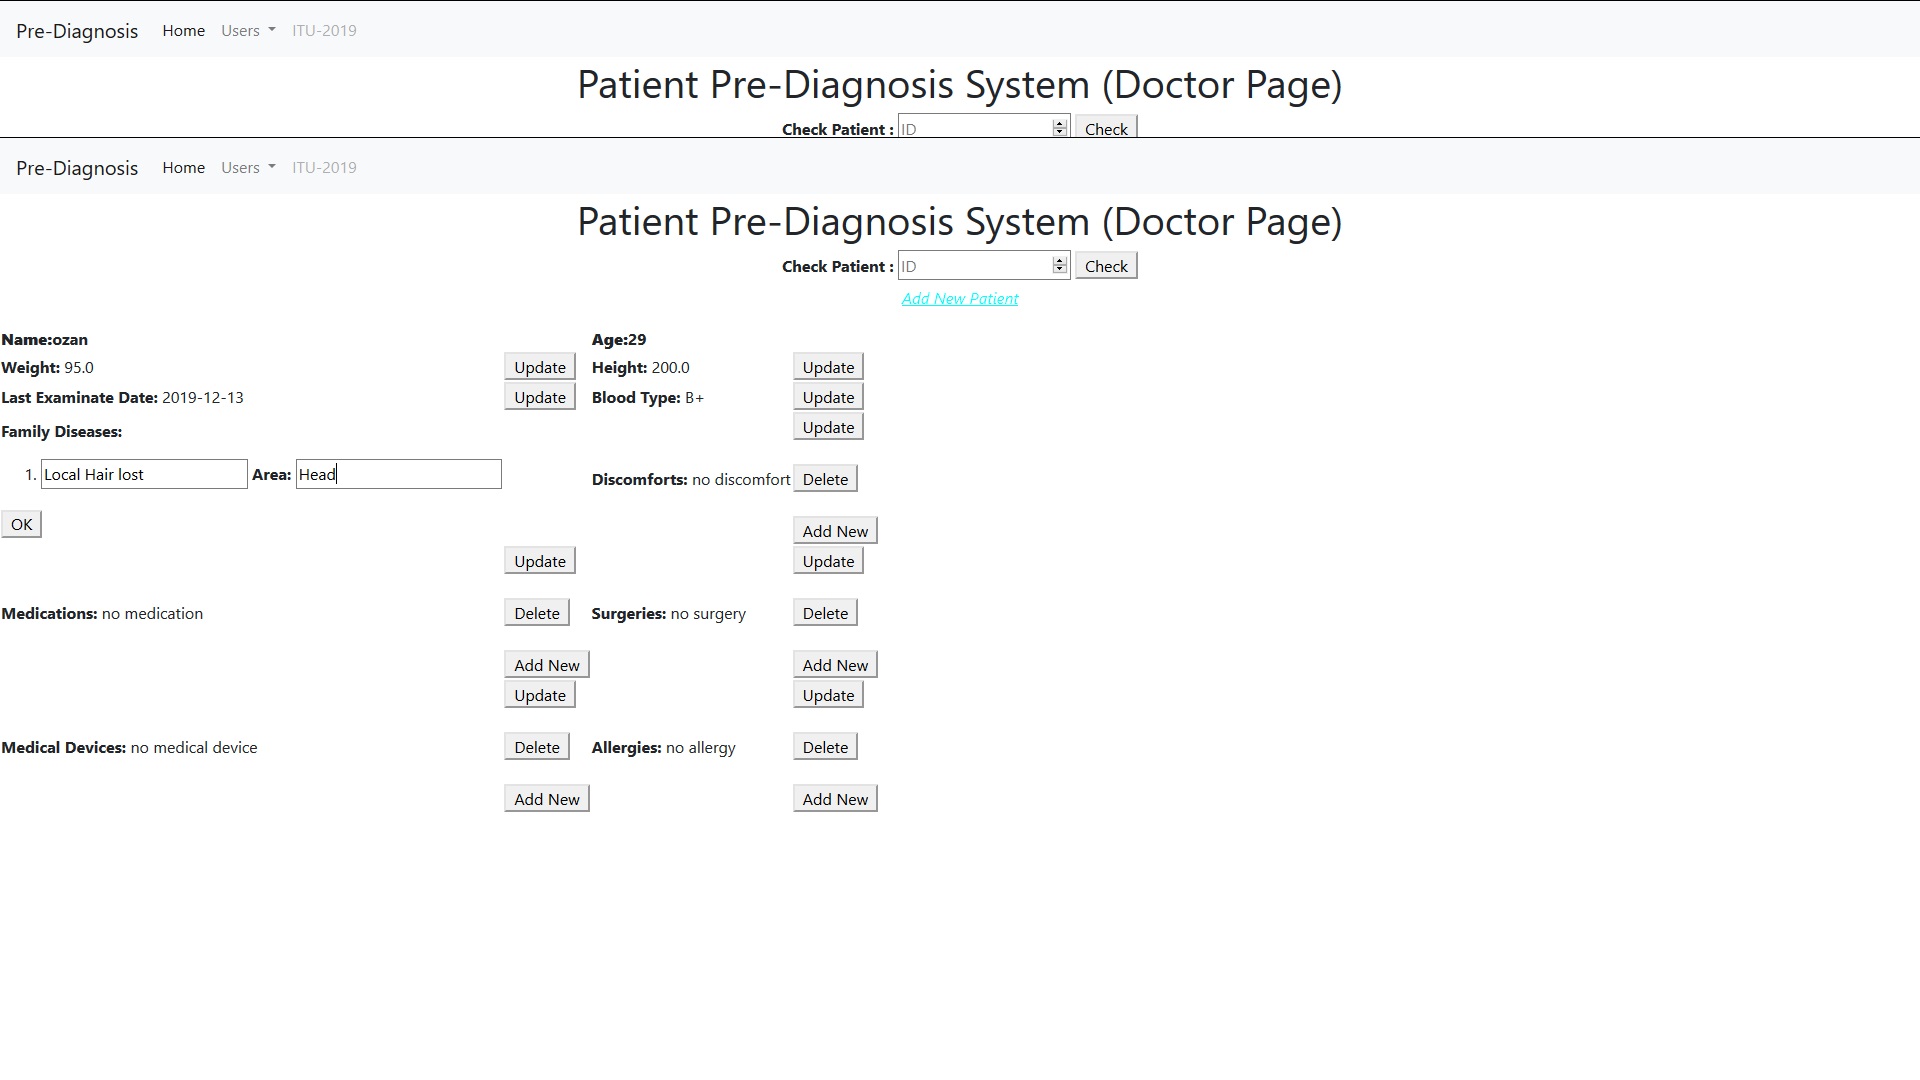 Pre-Diagnosis Home Users ITU-2019
Patient Pre-Diagnosis System (Doctor Page)
Check Patient : ID Check
Pre-Diagnosis Home Users ITU-2019
Patient Pre-Diagnosis System (Doctor Page)
Check Patient : ID Check
Add New Patient
Name:ozan Age:29
Weight: 95.0 Update Height: 200.0 Update
Last Examinate Date: 2019-12-13 Update Blood Type: B+ Update
Family Diseases: Update
1. Local Hair lost Area: Head Discomforts: no discomfort Delete
OK Add New
Update Update
Medications: no medication Delete Surgeries: no surgery Delete
Add New Add New
Update Update
Medical Devices: no medical device Delete Allergies: no allergy Delete
Add New Add New